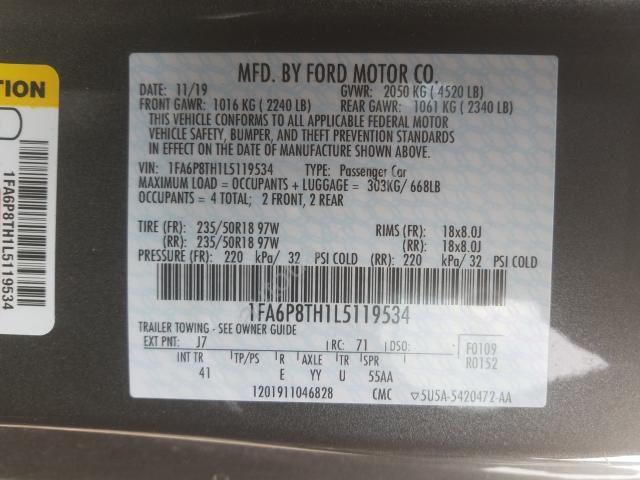 TION
1FA6P8TH1L5119534
MFD. BY FORD MOTOR CO.
DATE: 11/19 GVWR: 2050 KG ( 4520 LB)
FRONT GAWR: 1016 KG ( 2240 LB) REAR GAWR: 1061 KG ( 2340 LB)
THIS VEHICLE CONFORMS TO ALL APPLICABLE FEDERAL MOTOR
VEHICLE SAFETY, BUMPER, AND THEFT PREVENTION STANDARDS
IN EFFECT ON THE DATE OF MANUFACTURE SHOWN ABOVE.
VIN: 1FA6P8TH1L5119534 TYPE: Passenger Car
MAXIMUM LOAD = OCCUPANTS + LUGGAGE = 303KG/ 668LB
OCCUPANTS = 4 TOTAL; 2 FRONT, 2 REAR
TIRE (FR): 235/50R18 97W RIMS (FR): 18x8.0J
(RR): 235/50R18 97W (RR): 18x8.0J
PRESSURE (FR): 220 kPa/ 32 PSI COLD (RR): 220 kPa/ 32 PSI COLD
1FA6P8TH1L5119534
TRAILER TOWING - SEE OWNER GUIDE
EXT PNT: J7 RC: 71 DSO: F0109
INT TR TP/PS R AXLE TR SPR R0152
41 E YY U 55AA
1201911046828 CMC 5U5A-5420472-AA